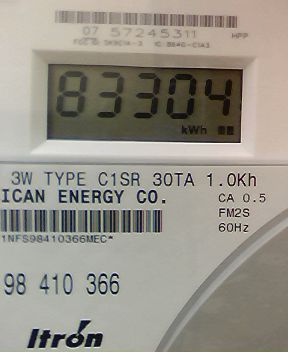 07 57245311 HPP
83304
kWh
3W TYPE C1SR 30TA 1.0Kh
ICAN ENERGY CO. CA 0.5
FM2S
60Hz
1NFS98410366MEC*
98 410 366
Itron